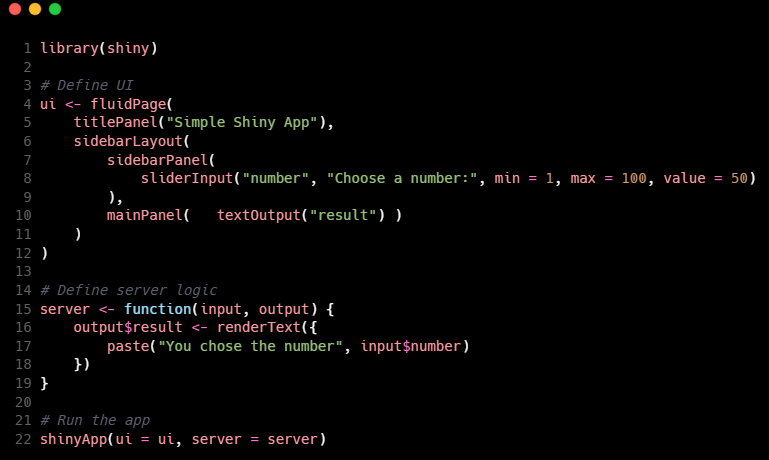 1 library(shiny)
2
3 # Define UI
4 ui <- fluidPage(
5     titlePanel("Simple Shiny App"),
6     sidebarLayout(
7         sidebarPanel(
8             sliderInput("number", "Choose a number:", min = 1, max = 100, value = 50)
9         ),
10         mainPanel(   textOutput("result") )
11     )
12 )
13
14 # Define server logic
15 server <- function(input, output) {
16     output$result <- renderText({
17         paste("You chose the number", input$number)
18     })
19 }
20
21 # Run the app
22 shinyApp(ui = ui, server = server)